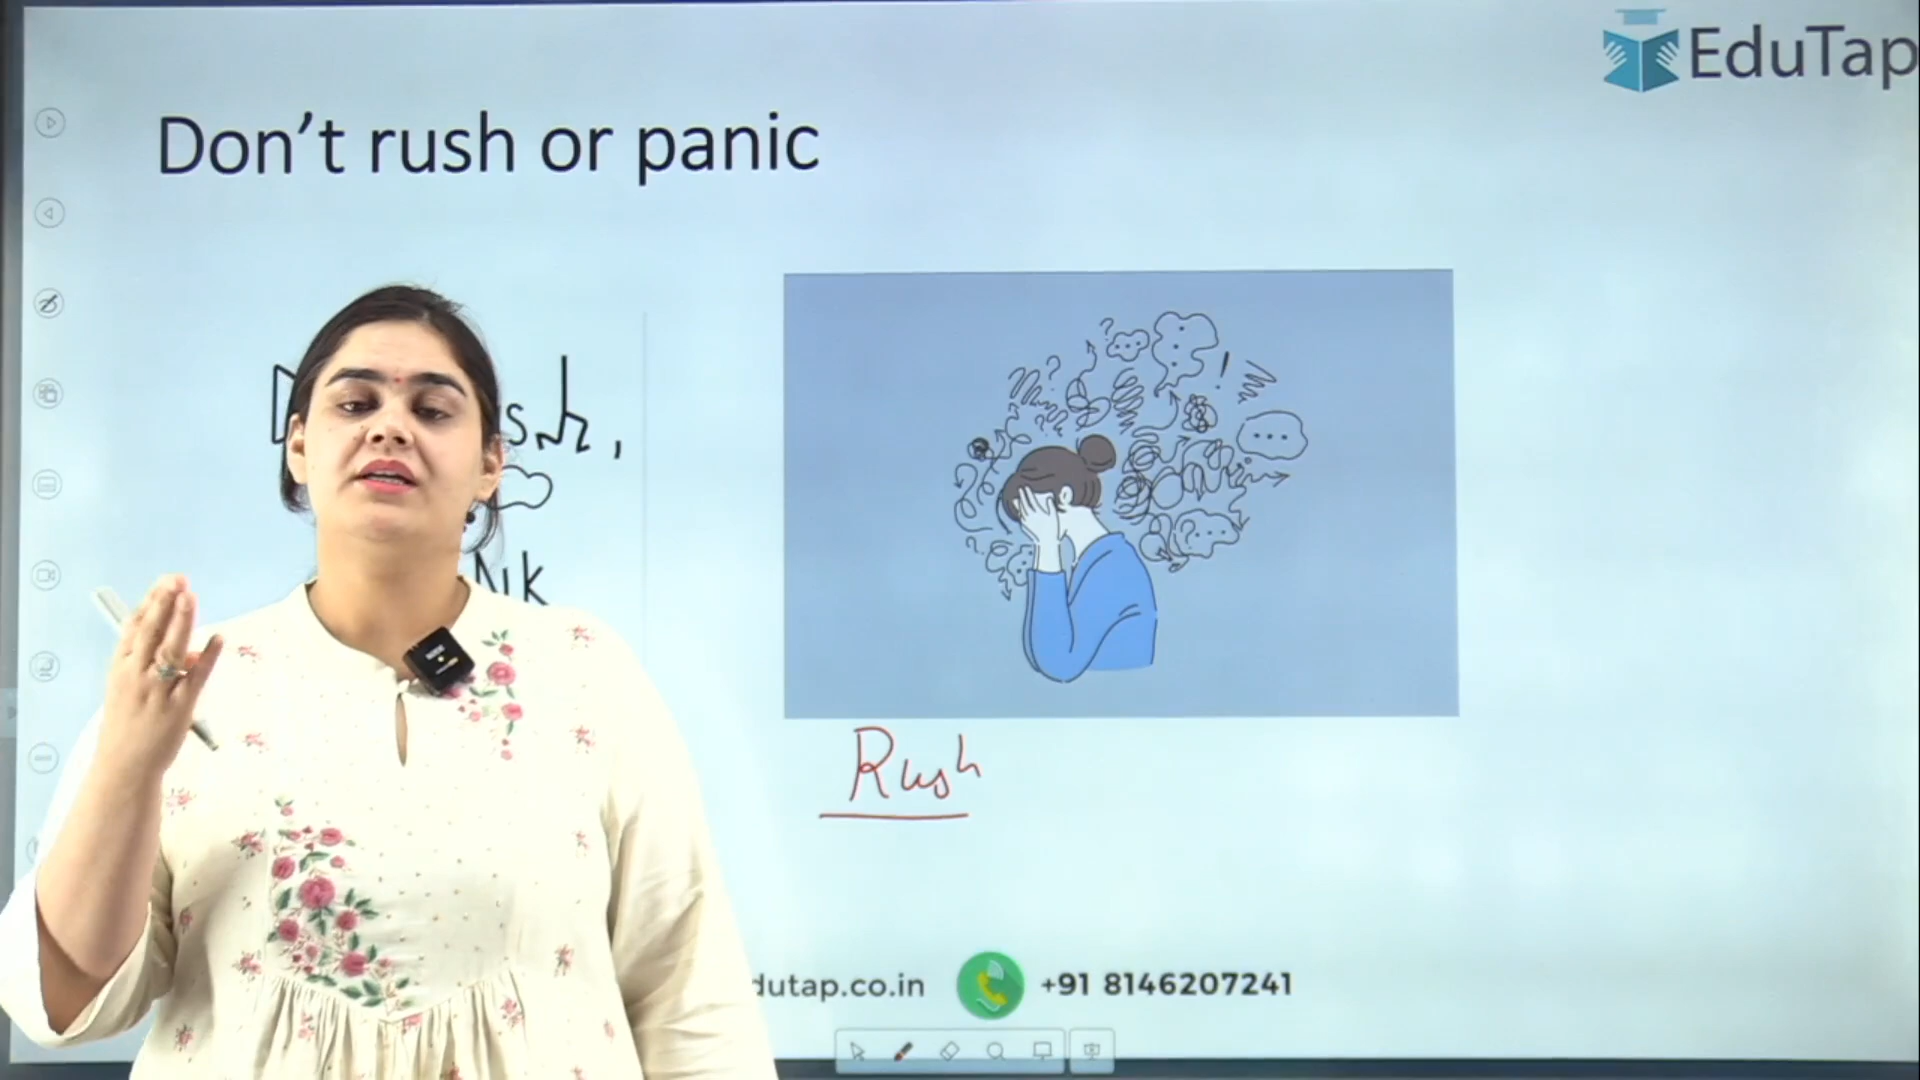 EduTap
Don't rush or panic
Rush
dutap.co.in
+91 8146207241